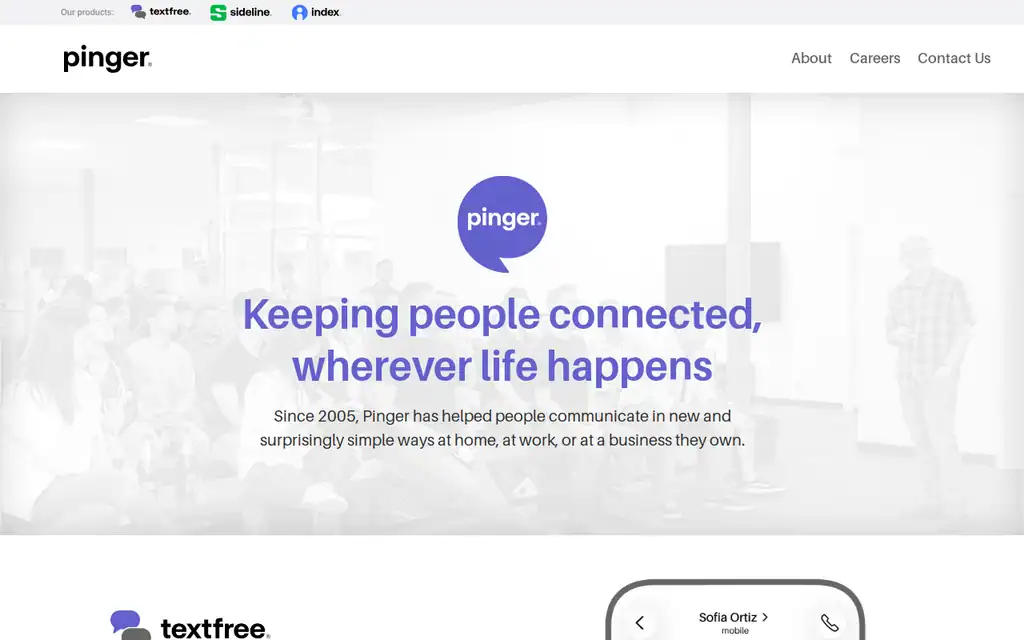 Our products:
textfree.
sideline.
index.
pinger
About
Careers
Contact Us
pinger
Keeping people connected,
wherever life happens
Since 2005, Pinger has helped people communicate in new and
surprisingly simple ways at home, at work, or at a business they own.
textfree
Sofia Ortiz
mobile